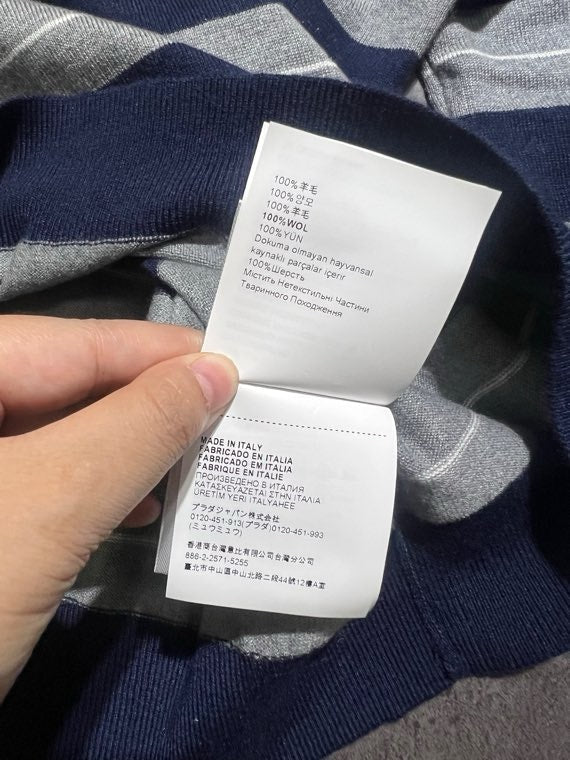 100%羊毛
100%양모
100%羊毛
100%WOL
100%YÜN
Dokuma olmayan hayvansal
kaynaklı parçalar içerir
100%Шерсть
Містить Нетекстильні Частини
Тваринного Походження
MADE IN ITALY
FABRICADO EN ITALIA
FABRICADO EM ITALIA
FABRIQUE EN ITALIE
ПРОИЗВЕДЕНО В ИТАЛИЯ
ΚΑΤΑΣΚΕΥΑΖΕΤΑΙ ΣΤΗΝ ΙΤΑΛΙΑ
ÜRETİM YERI ITALYAHEE
プラダジャパン株式会社
0120-451-913(プラダ)0120-451-993
(ミュウミュウ)
香港商台灣慮比有限公司台灣分公司
886-2-2571-5255
臺北市中山區中山北路二段44號12樓A室